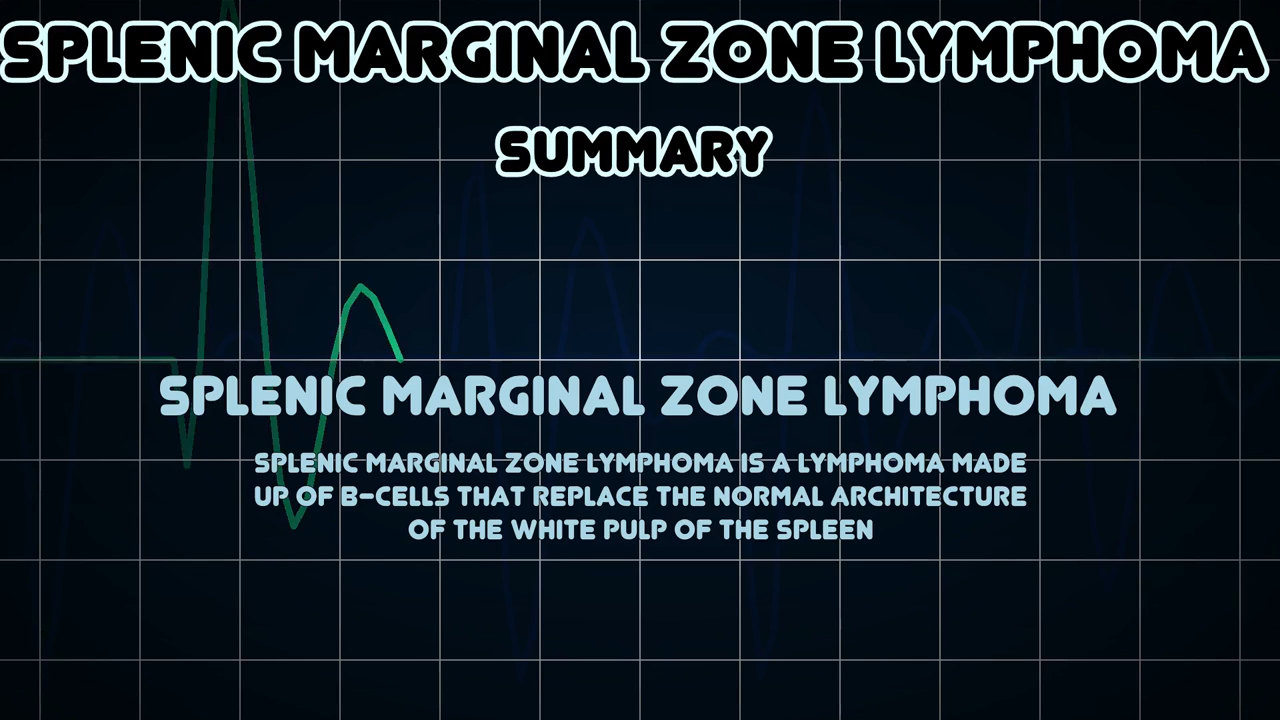 SPLENIC MARGINAL ZONE LYMPHOMA
SUMMARY
SPLENIC MARGINAL ZONE LYMPHOMA
SPLENIC MARGINAL ZONE LYMPHOMA IS A LYMPHOMA MADE
UP OF B-CELLS THAT REPLACE THE NORMAL ARCHITECTURE
OF THE WHITE PULP OF THE SPLEEN